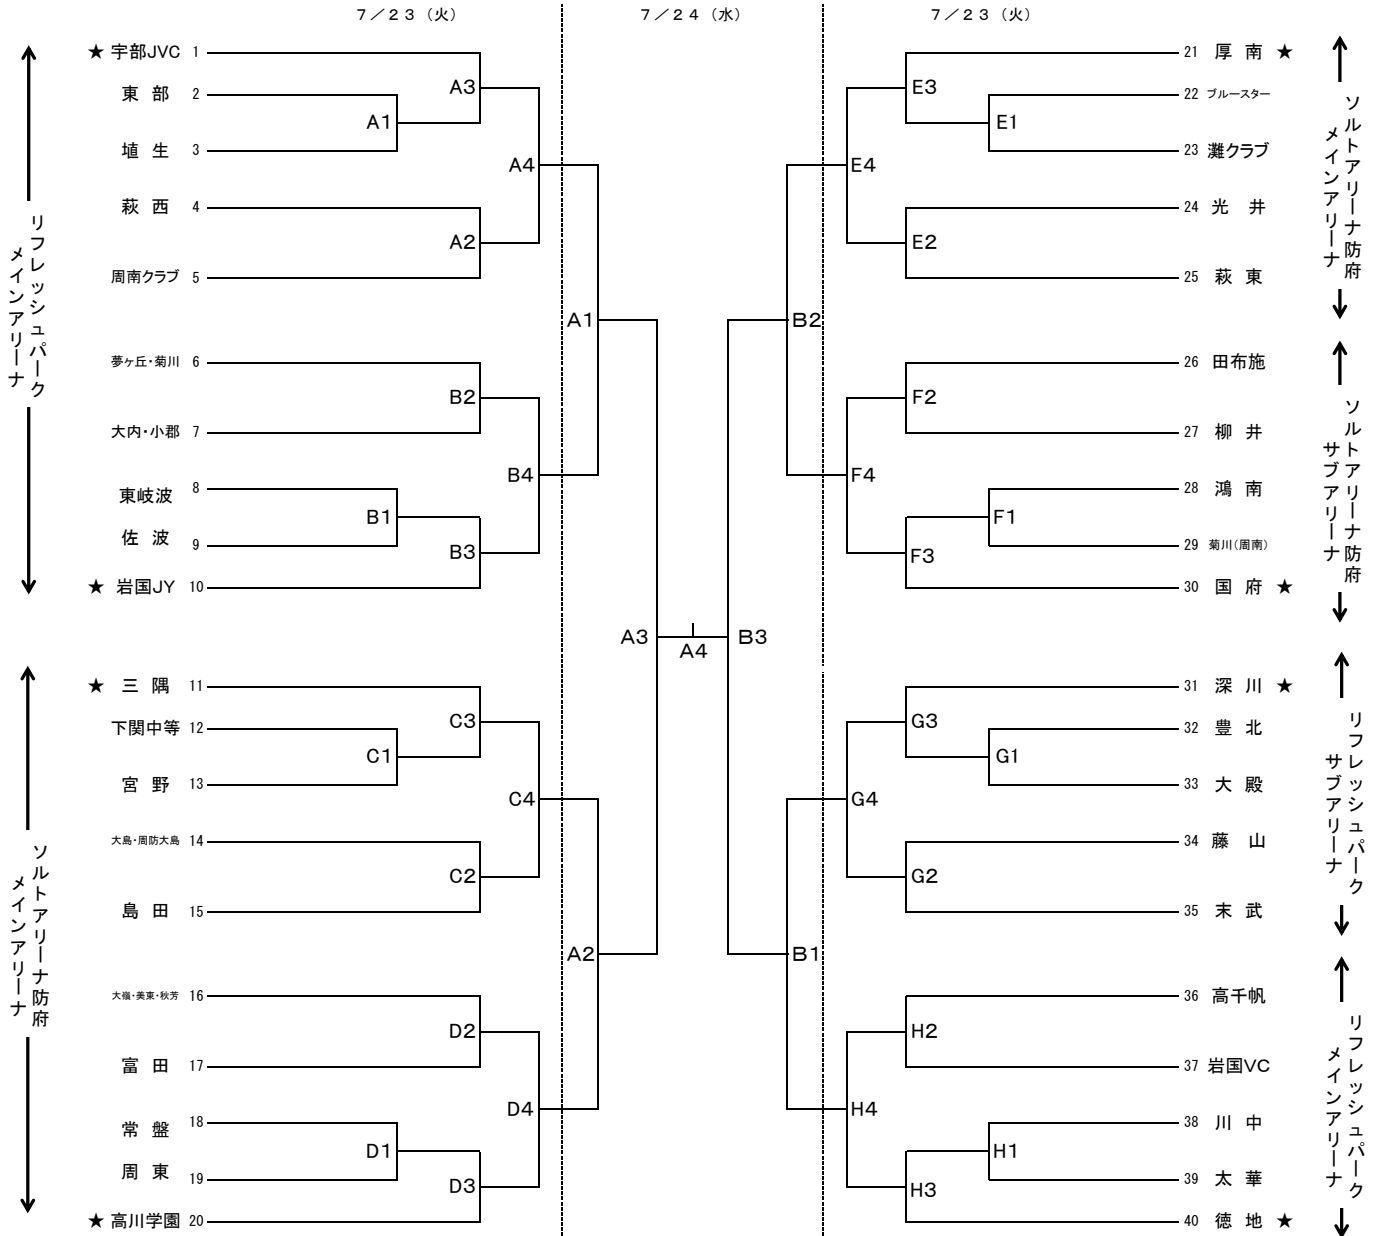 ７／２３（火）
７／２４（水）
７／２３（火）
★ 宇部JVC 1
東 部 2
埴 生 3
萩 西 4
周南クラブ 5
夢ヶ丘・菊川 6
大内・小郡 7
東岐波 8
佐 波 9
★ 岩国JY 10
★ 三 隅 11
下関中等 12
宮 野 13
大島・周防大島 14
島 田 15
大嶺・美東・秋芳 16
富 田 17
常 盤 18
周 東 19
★ 高川学園 20
リフレッシュパーク
メインアリーナ
ソルトアリーナ防府
メインアリーナ
A3
A1
A4
A2
B2
B4
B1
B3
C3
C1
C4
C2
D2
D4
D1
D3
A1
A2
A3
A4
B3
B2
B1
E3
E1
E4
E2
F2
F4
F1
F3
G3
G1
G4
G2
H2
H4
H1
H3
21 厚 南 ★
22 ブルースター
23 灘クラブ
24 光 井
25 萩 東
26 田布施
27 柳 井
28 鴻 南
29 菊川（周南）
30 国 府 ★
31 深 川 ★
32 豊 北
33 大 殿
34 藤 山
35 末 武
36 高千帆
37 岩国VC
38 川 中
39 太 華
40 徳 地 ★
ソルトアリーナ防府
メインアリーナ
ソルトアリーナ防府
サブアリーナ
リフレッシュパーク
サブアリーナ
リフレッシュパーク
メインアリーナ